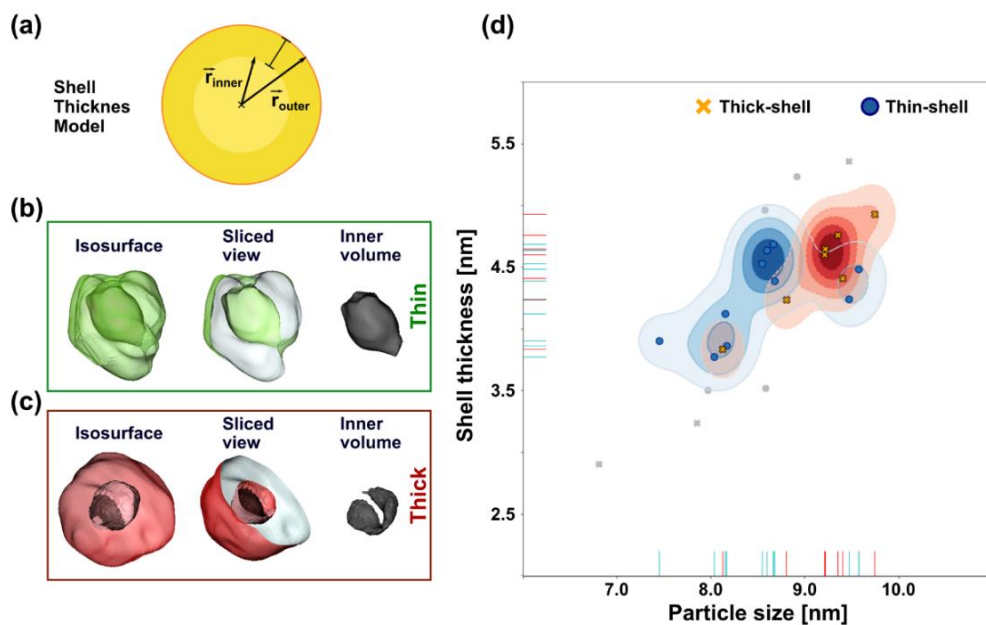 (a)
Shell
Thicknes
Model
r inner
r outer
(b)
Isosurface
Sliced
view
Inner
volume
Thin
(c)
Isosurface
Sliced
view
Inner
volume
Thick
(d)
Thick-shell
Thin-shell
5.5
4.5
3.5
2.5
Shell thickness [nm]
7.0 8.0 9.0 10.0
Particle size [nm]